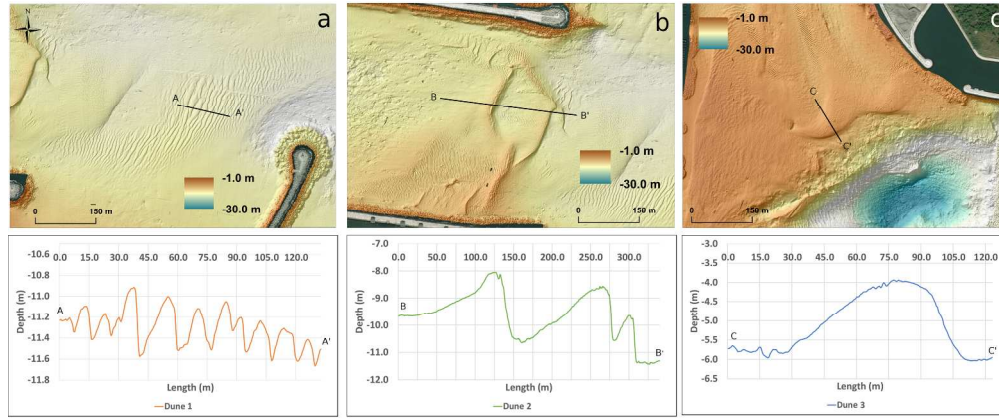 N
a
A
A'
-1.0 m
-30.0 m
0
150 m
b
B
B'
-1.0 m
-30.0 m
0
150 m
-1.0 m
-30.0 m
C
C'
0
150 m
-10.6
-10.8
-11.0
-11.2
-11.4
-11.6
-11.8
0.0 15.0 30.0 45.0 60.0 75.0 90.0 105.0 120.0
A
A'
Depth (m)
Length (m)
Dune 1
-7.0
-8.0
-9.0
-10.0
-11.0
-12.0
0.0 50.0 100.0 150.0 200.0 250.0 300.0
B
B'
Depth (m)
Length (m)
Dune 2
-3.0
-3.5
-4.0
-4.5
-5.0
-5.5
-6.0
-6.5
0.0 15.0 30.0 45.0 60.0 75.0 90.0 105.0 120.0
C
C'
Depth (m)
Length (m)
Dune 3